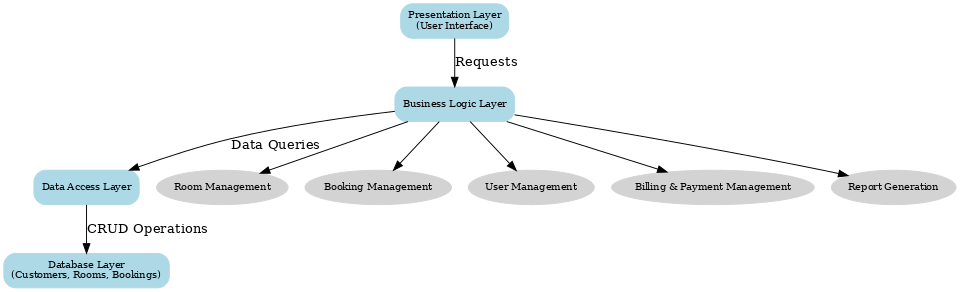 Presentation Layer
(User Interface)
Requests
Business Logic Layer
Data Queries
Data Access Layer
Room Management
Booking Management
User Management
Billing & Payment Management
Report Generation
CRUD Operations
Database Layer
(Customers, Rooms, Bookings)